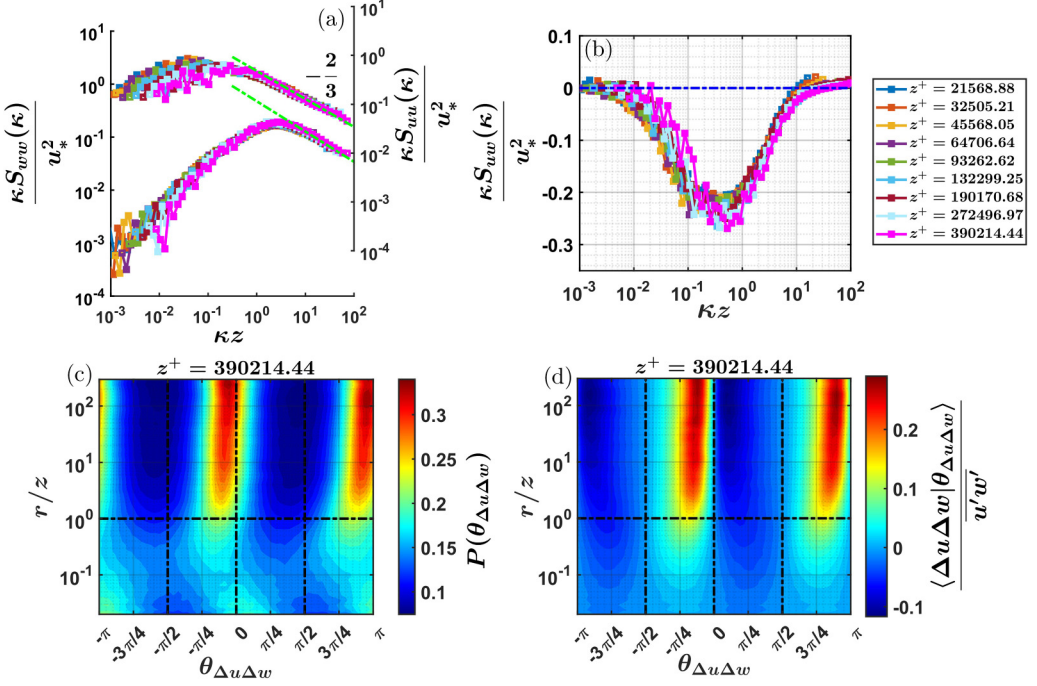 (a)
10^1
10^0
10^-1
10^-2
10^-3
10^-4
κS_ww(κ)
u_*^2
10^1
10^0
10^-1
10^-2
10^-3
10^-4
κS_uu(κ)
u_*^2
−2/3
10^-3
10^-2
10^-1
10^0
10^1
10^2
κz
(b)
0.1
0
-0.1
-0.2
-0.3
κS_uw(κ)
u_*^2
10^-3
10^-2
10^-1
10^0
10^1
10^2
κz
z^+ = 21568.88
z^+ = 32505.21
z^+ = 45568.05
z^+ = 64706.64
z^+ = 93262.62
z^+ = 132299.25
z^+ = 190170.68
z^+ = 272496.97
z^+ = 390214.44
(c)
z^+ = 390214.44
10^2
10^1
10^0
10^-1
r/z
-π
-3π/4
-π/2
-π/4
0
π/4
π/2
3π/4
π
θ_ΔuΔw
0.3
0.25
0.2
0.15
0.1
P(θ_ΔuΔw)
(d)
z^+ = 390214.44
10^2
10^1
10^0
10^-1
r/z
-π
-3π/4
-π/2
-π/4
0
π/4
π/2
3π/4
π
θ_ΔuΔw
0.2
0.1
0
-0.1
⟨ΔuΔw|θ_ΔuΔw⟩
u′w′